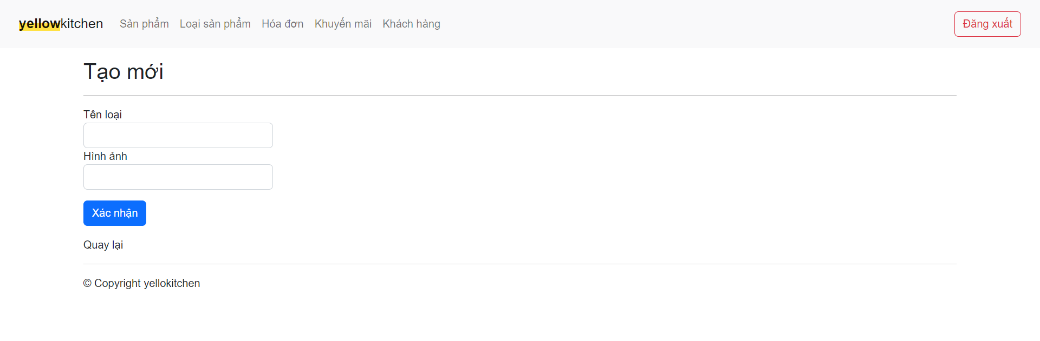 yellowkitchen Sản phẩm Loại sản phẩm Hóa đơn Khuyến mãi Khách hàng Đăng xuất
Tạo mới
Tên loại
Hình ảnh
Xác nhận
Quay lại
© Copyright yellokitchen